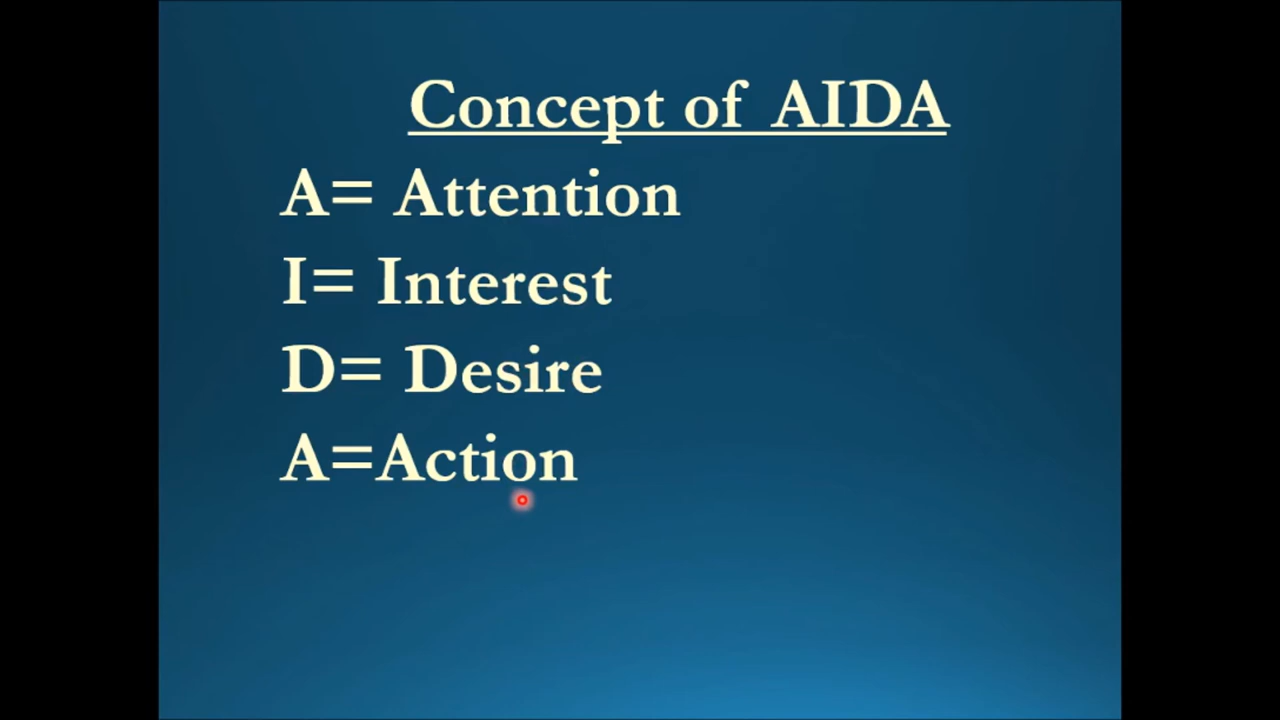 Concept of AIDA
A= Attention
I= Interest
D= Desire
A=Action